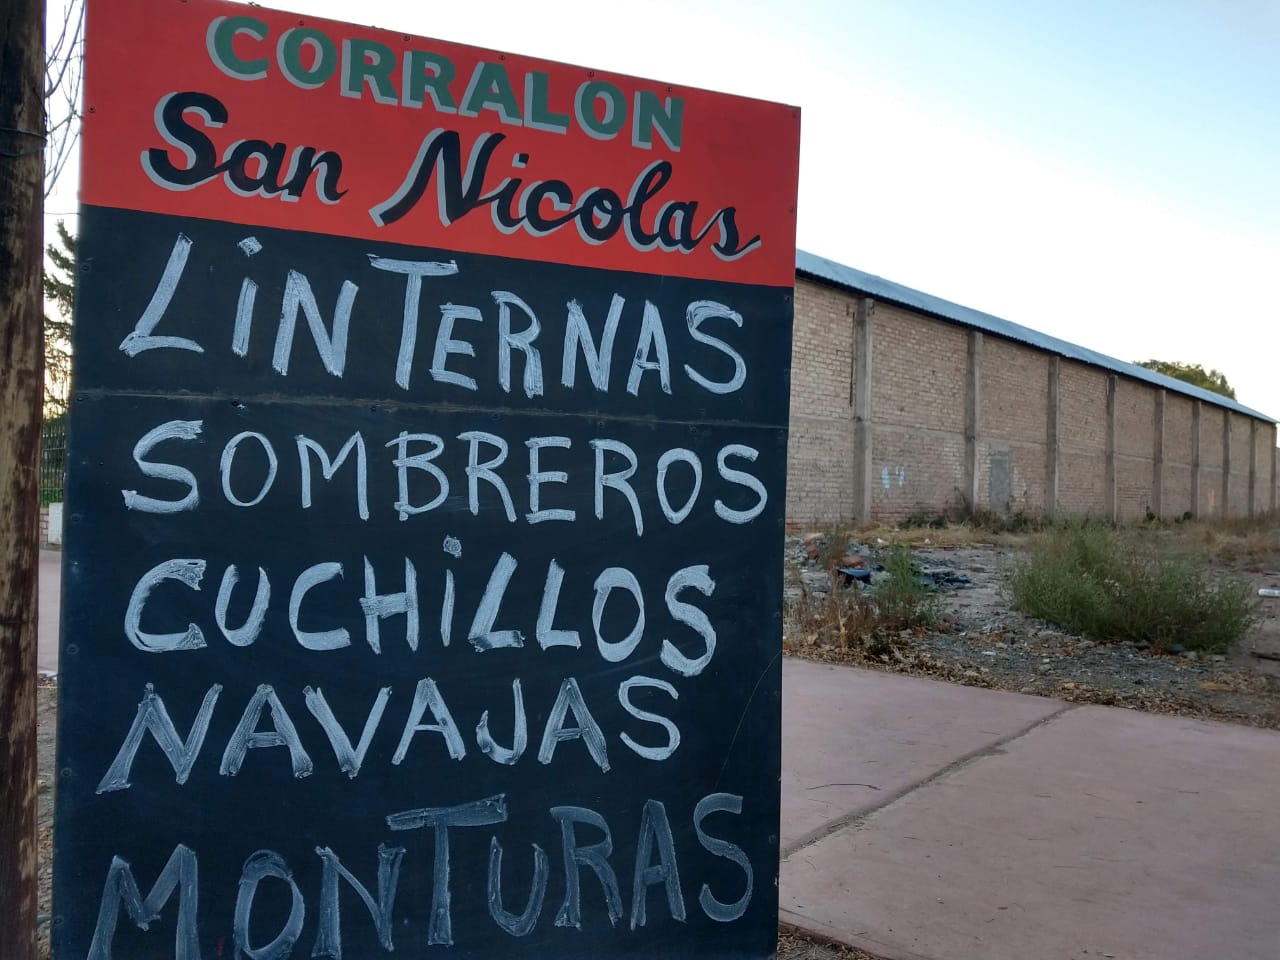 CORRALON
San Nicolas
LiNTERNAS
SOMBREROS
CUCHiLLOS
NAVAJAS
MONTURAS